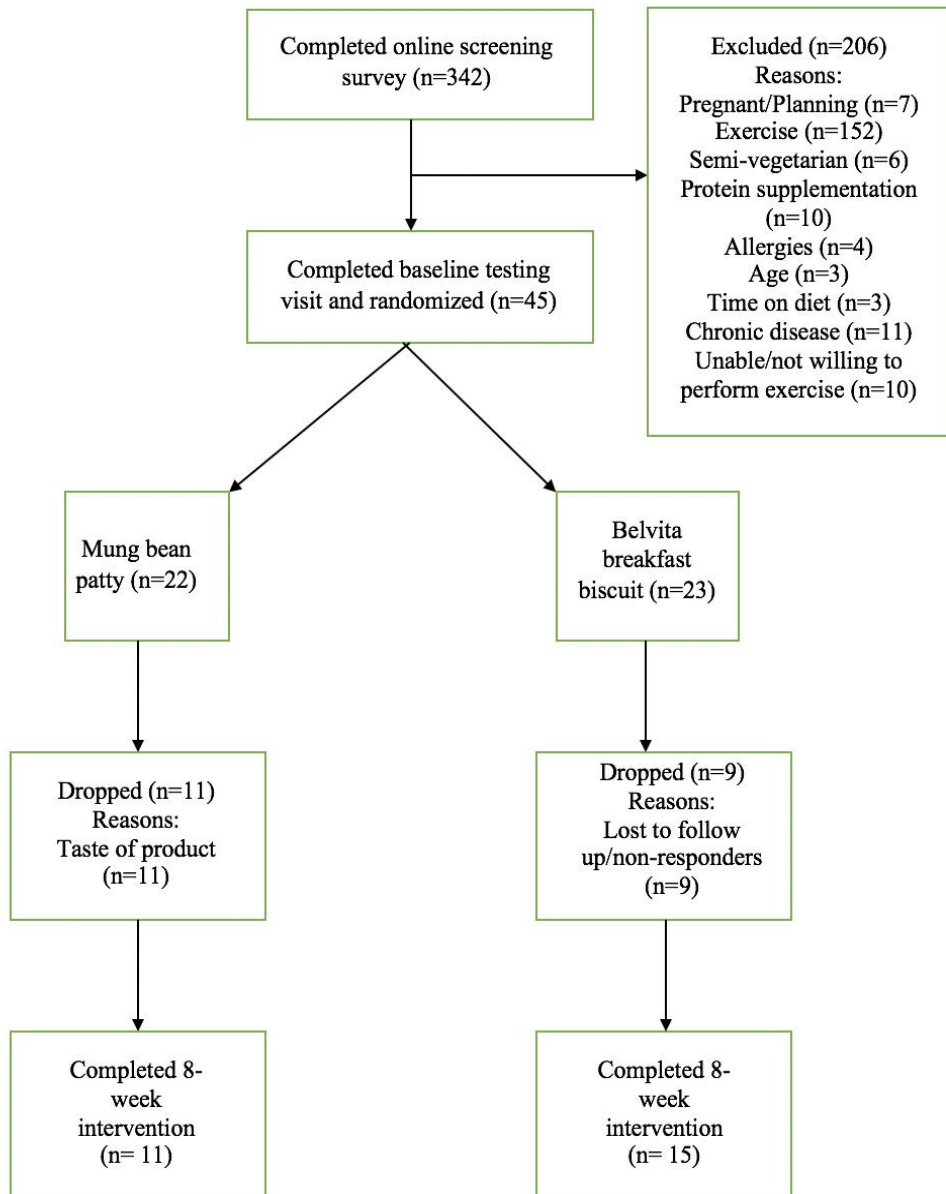 Completed online screening
survey (n=342)
Excluded (n=206)
Reasons:
Pregnant/Planning (n=7)
Exercise (n=152)
Semi-vegetarian (n=6)
Protein supplementation
(n=10)
Allergies (n=4)
Age (n=3)
Time on diet (n=3)
Chronic disease (n=11)
Unable/not willing to
perform exercise (n=10)
Completed baseline testing
visit and randomized (n=45)
Mung bean
patty (n=22)
Belvita
breakfast
biscuit (n=23)
Dropped (n=11)
Reasons:
Taste of product
(n=11)
Dropped (n=9)
Reasons:
Lost to follow
up/non-responders
(n=9)
Completed 8-
week
intervention
(n= 11)
Completed 8-
week
intervention
(n= 15)